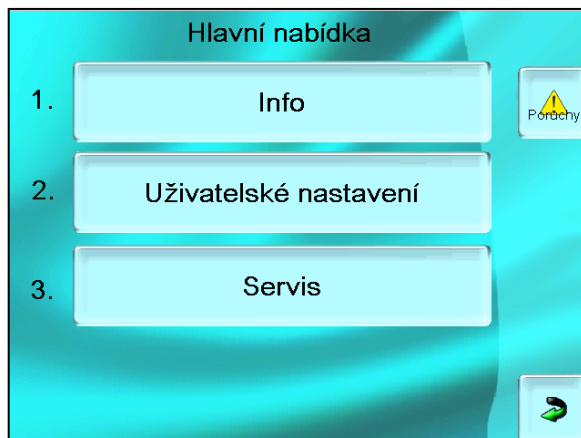 Hlavní nabídka
1. Info
Poruchy
2. Uživatelské nastavení
3. Servis